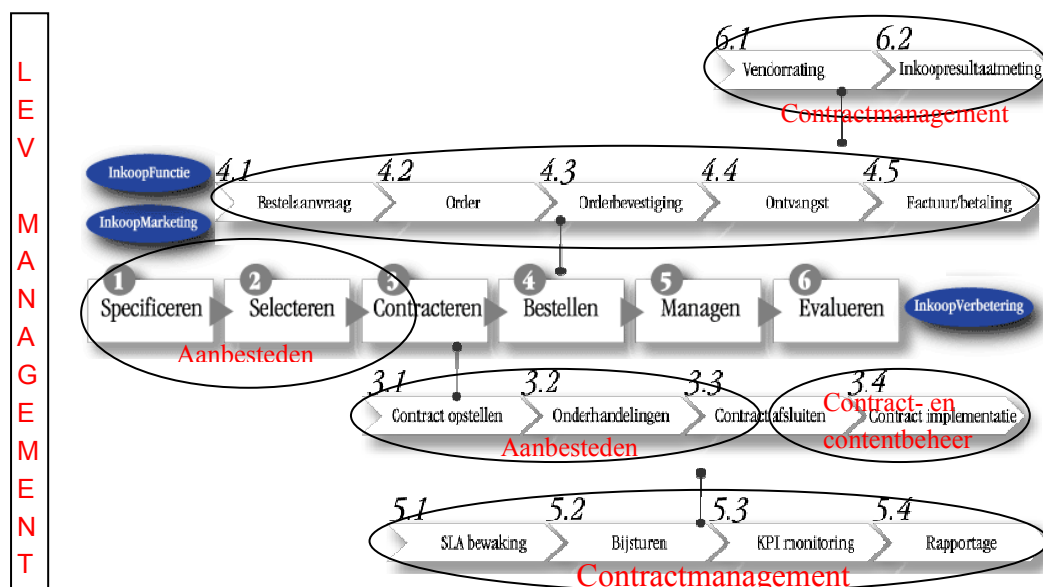 LEV MANAGEMENT
6.1 6.2
Vendorrating Inkoopresultaatmeting
Contractmanagement
InkoopFunctie
InkoopMarketing
4.1 4.2 4.3 4.4 4.5
Bestelaanvraag Order Orderbevestiging Ontvangst Factuur/betaling
1 2 3 4 5 6
Specificeren Selecteren Contracteren Bestellen Managen Evalueren
InkoopVerbetering
Aanbesteden
3.1 3.2 3.3 3.4
Contract opstellen Onderhandelingen Contract afsluiten Contract implementatie
Aanbesteden
Contract- en
contentbeheer
5.1 5.2 5.3 5.4
SLA bewaking Bijsturen KPI monitoring Rapportage
Contractmanagement